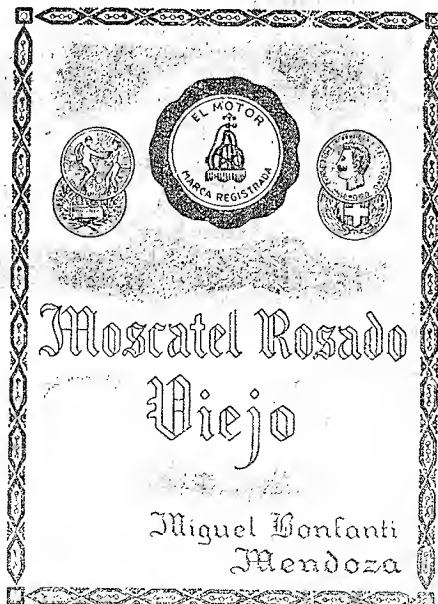 EL MOTOR
MARCA REGISTRADA
Moscatel Rosado
Viejo
Miguel Bonfanti
Mendoza